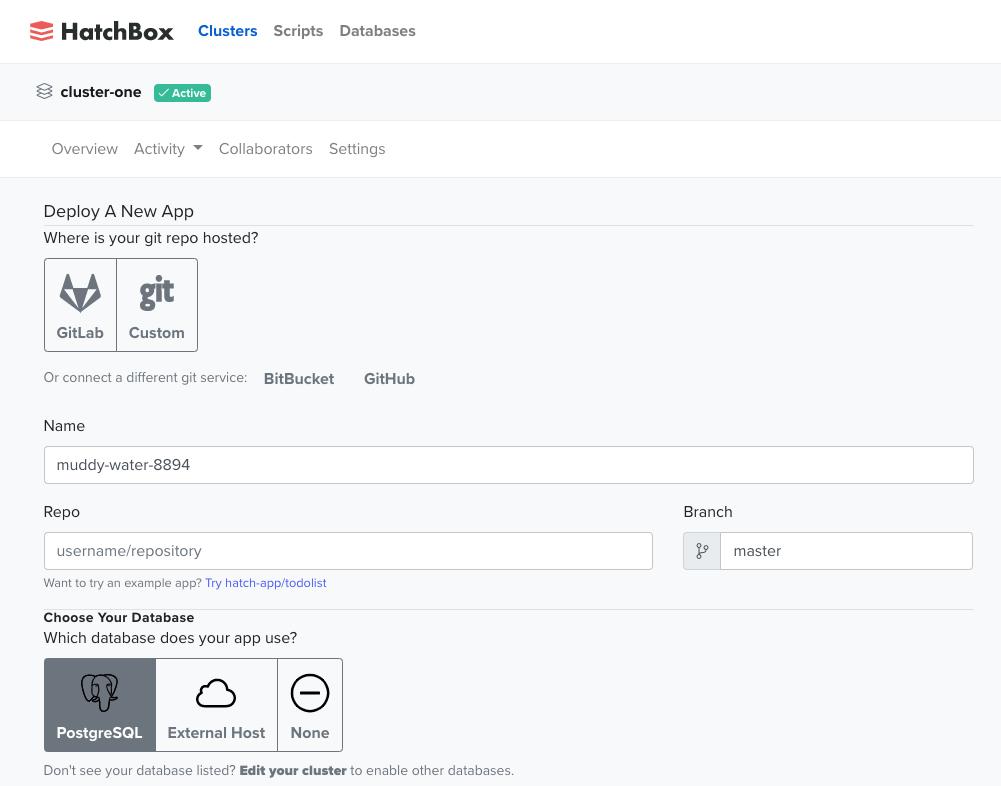 HatchBox Clusters Scripts Databases
cluster-one Active
Overview Activity Collaborators Settings
Deploy A New App
Where is your git repo hosted?
git
GitLab Custom
Or connect a different git service: BitBucket GitHub
Name
muddy-water-8894
Repo Branch
username/repository master
Want to try an example app? Try hatch-app/todolist
Choose Your Database
Which database does your app use?
PostgreSQL External Host None
Don't see your database listed? Edit your cluster to enable other databases.